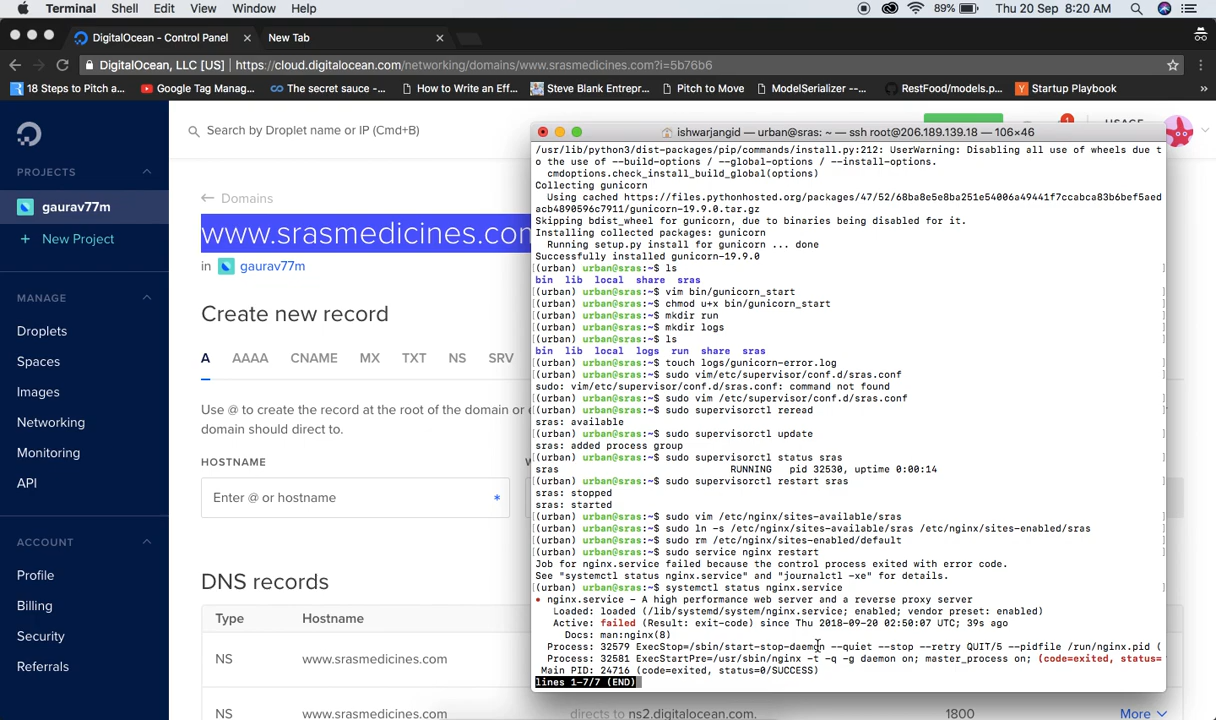 Terminal Shell Edit View Window Help 89% Thu 20 Sep 8:20 AM
DigitalOcean - Control Panel New Tab
DigitalOcean, LLC [US] | https://cloud.digitalocean.com/networking/domains/www.srasmedicines.com?i=5b76b6
18 Steps to Pitch a... Google Tag Manag... The secret sauce -... How to Write an Eff... Steve Blank Entrepr... Pitch to Move ModelSerializer --... RestFood/models.p... Startup Playbook »
Search by Droplet name or IP (Cmd+B)
USAGE
PROJECTS
gaurav77m
+ New Project
MANAGE
Droplets
Spaces
Images
Networking
Monitoring
API
ACCOUNT
Profile
Billing
Security
Referrals
← Domains
www.srasmedicines.com
in gaurav77m
Create new record
A AAAA CNAME MX TXT NS SRV
Use @ to create the record at the root of the domain or
domain should direct to.
HOSTNAME
Enter @ or hostname *
DNS records
Type Hostname
NS www.srasmedicines.com
NS www.srasmedicines.com directs to ns2.digitalocean.com. 1800 More
ishwarjangid — urban@sras: ~ — ssh root@206.189.139.18 — 106×46
/usr/lib/python3/dist-packages/pip/commands/install.py:212: UserWarning: Disabling all use of wheels due t
o the use of --build-options / --global-options / --install-options.
cmdoptions.check_install_build_global(options)
Collecting gunicorn
Using cached https://files.pythonhosted.org/packages/47/52/68ba8e5e8ba251e54006a49441f7ccabca83b6bef5aed
acb4890596c7911/gunicorn-19.9.0.tar.gz
Skipping bdist_wheel for gunicorn, due to binaries being disabled for it.
Installing collected packages: gunicorn
Running setup.py install for gunicorn ... done
Successfully installed gunicorn-19.9.0
[(urban) urban@sras:~$ ls ]
bin lib local share sras
[(urban) urban@sras:~$ vim bin/gunicorn_start ]
[(urban) urban@sras:~$ chmod u+x bin/gunicorn_start ]
[(urban) urban@sras:~$ mkdir run ]
[(urban) urban@sras:~$ mkdir logs ]
[(urban) urban@sras:~$ ls ]
bin lib local logs run share sras
[(urban) urban@sras:~$ touch logs/gunicorn-error.log ]
[(urban) urban@sras:~$ sudo vim/etc/supervisor/conf.d/sras.conf ]
sudo: vim/etc/supervisor/conf.d/sras.conf: command not found
[(urban) urban@sras:~$ sudo vim /etc/supervisor/conf.d/sras.conf ]
[(urban) urban@sras:~$ sudo supervisorctl reread ]
sras: available
[(urban) urban@sras:~$ sudo supervisorctl update ]
sras: added process group
[(urban) urban@sras:~$ sudo supervisorctl status sras ]
sras RUNNING pid 32530, uptime 0:00:14
[(urban) urban@sras:~$ sudo supervisorctl restart sras ]
sras: stopped
sras: started
[(urban) urban@sras:~$ sudo vim /etc/nginx/sites-available/sras ]
[(urban) urban@sras:~$ sudo ln -s /etc/nginx/sites-available/sras /etc/nginx/sites-enabled/sras ]
[(urban) urban@sras:~$ sudo rm /etc/nginx/sites-enabled/default ]
[(urban) urban@sras:~$ sudo service nginx restart ]
Job for nginx.service failed because the control process exited with error code.
See "systemctl status nginx.service" and "journalctl -xe" for details.
[(urban) urban@sras:~$ systemctl status nginx.service ]
● nginx.service - A high performance web server and a reverse proxy server
Loaded: loaded (/lib/systemd/system/nginx.service; enabled; vendor preset: enabled)
Active: failed (Result: exit-code) since Thu 2018-09-20 02:50:07 UTC; 39s ago
Docs: man:nginx(8)
Process: 32579 ExecStop=/sbin/start-stop-daemon --quiet --stop --retry QUIT/5 --pidfile /run/nginx.pid (
Process: 32581 ExecStartPre=/usr/sbin/nginx -t -q -g daemon on; master_process on; (code=exited, status=
Main PID: 24716 (code=exited, status=0/SUCCESS)
lines 1-7/7 (END)